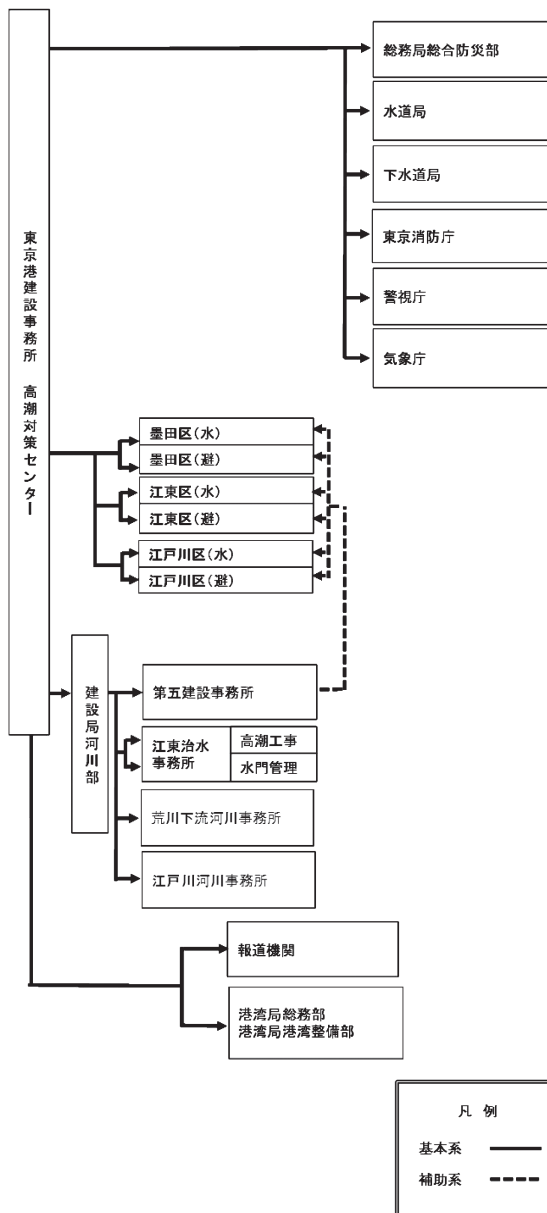 東京港建設事務所 高潮対策センター
総務局総合防災部
水道局
下水道局
東京消防庁
警視庁
気象庁
墨田区(水)
墨田区(避)
江東区(水)
江東区(避)
江戸川区(水)
江戸川区(避)
建設局河川部
第五建設事務所
江東治水
事務所
高潮工事
水門管理
荒川下流河川事務所
江戸川河川事務所
報道機関
港湾局総務部
港湾局港湾整備部
凡 例
基本系
補助系